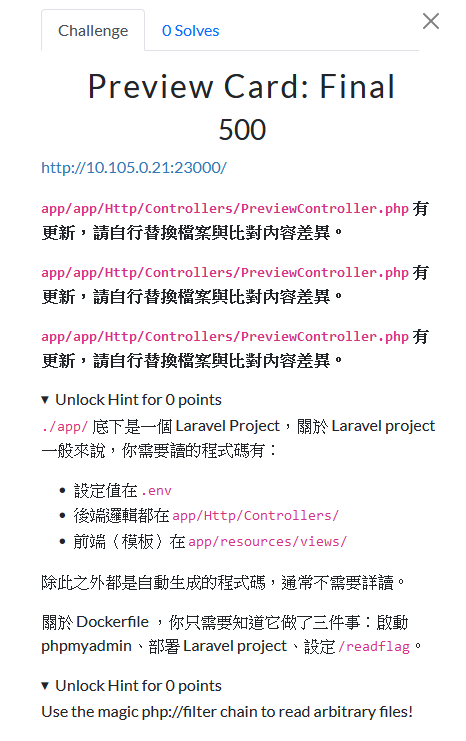 Challenge
0 Solves
Preview Card: Final
500
http://10.105.0.21:23000/
app/app/Http/Controllers/PreviewController.php 有
更新，請自行替換檔案與比對內容差異。
app/app/Http/Controllers/PreviewController.php 有
更新，請自行替換檔案與比對內容差異。
app/app/Http/Controllers/PreviewController.php 有
更新，請自行替換檔案與比對內容差異。
▼ Unlock Hint for 0 points
./app/ 底下是一個 Laravel Project，關於 Laravel project
一般來說，你需要讀的程式碼有：
• 設定值在 .env
• 後端邏輯都在 app/Http/Controllers/
• 前端（模板）在 app/resources/views/
除此之外都是自動生成的程式碼，通常不需要詳讀。
關於 Dockerfile ，你只需要知道它做了三件事：啟動
phpmyadmin、部署 Laravel project、設定 /readflag。
▼ Unlock Hint for 0 points
Use the magic php://filter chain to read arbitrary files!